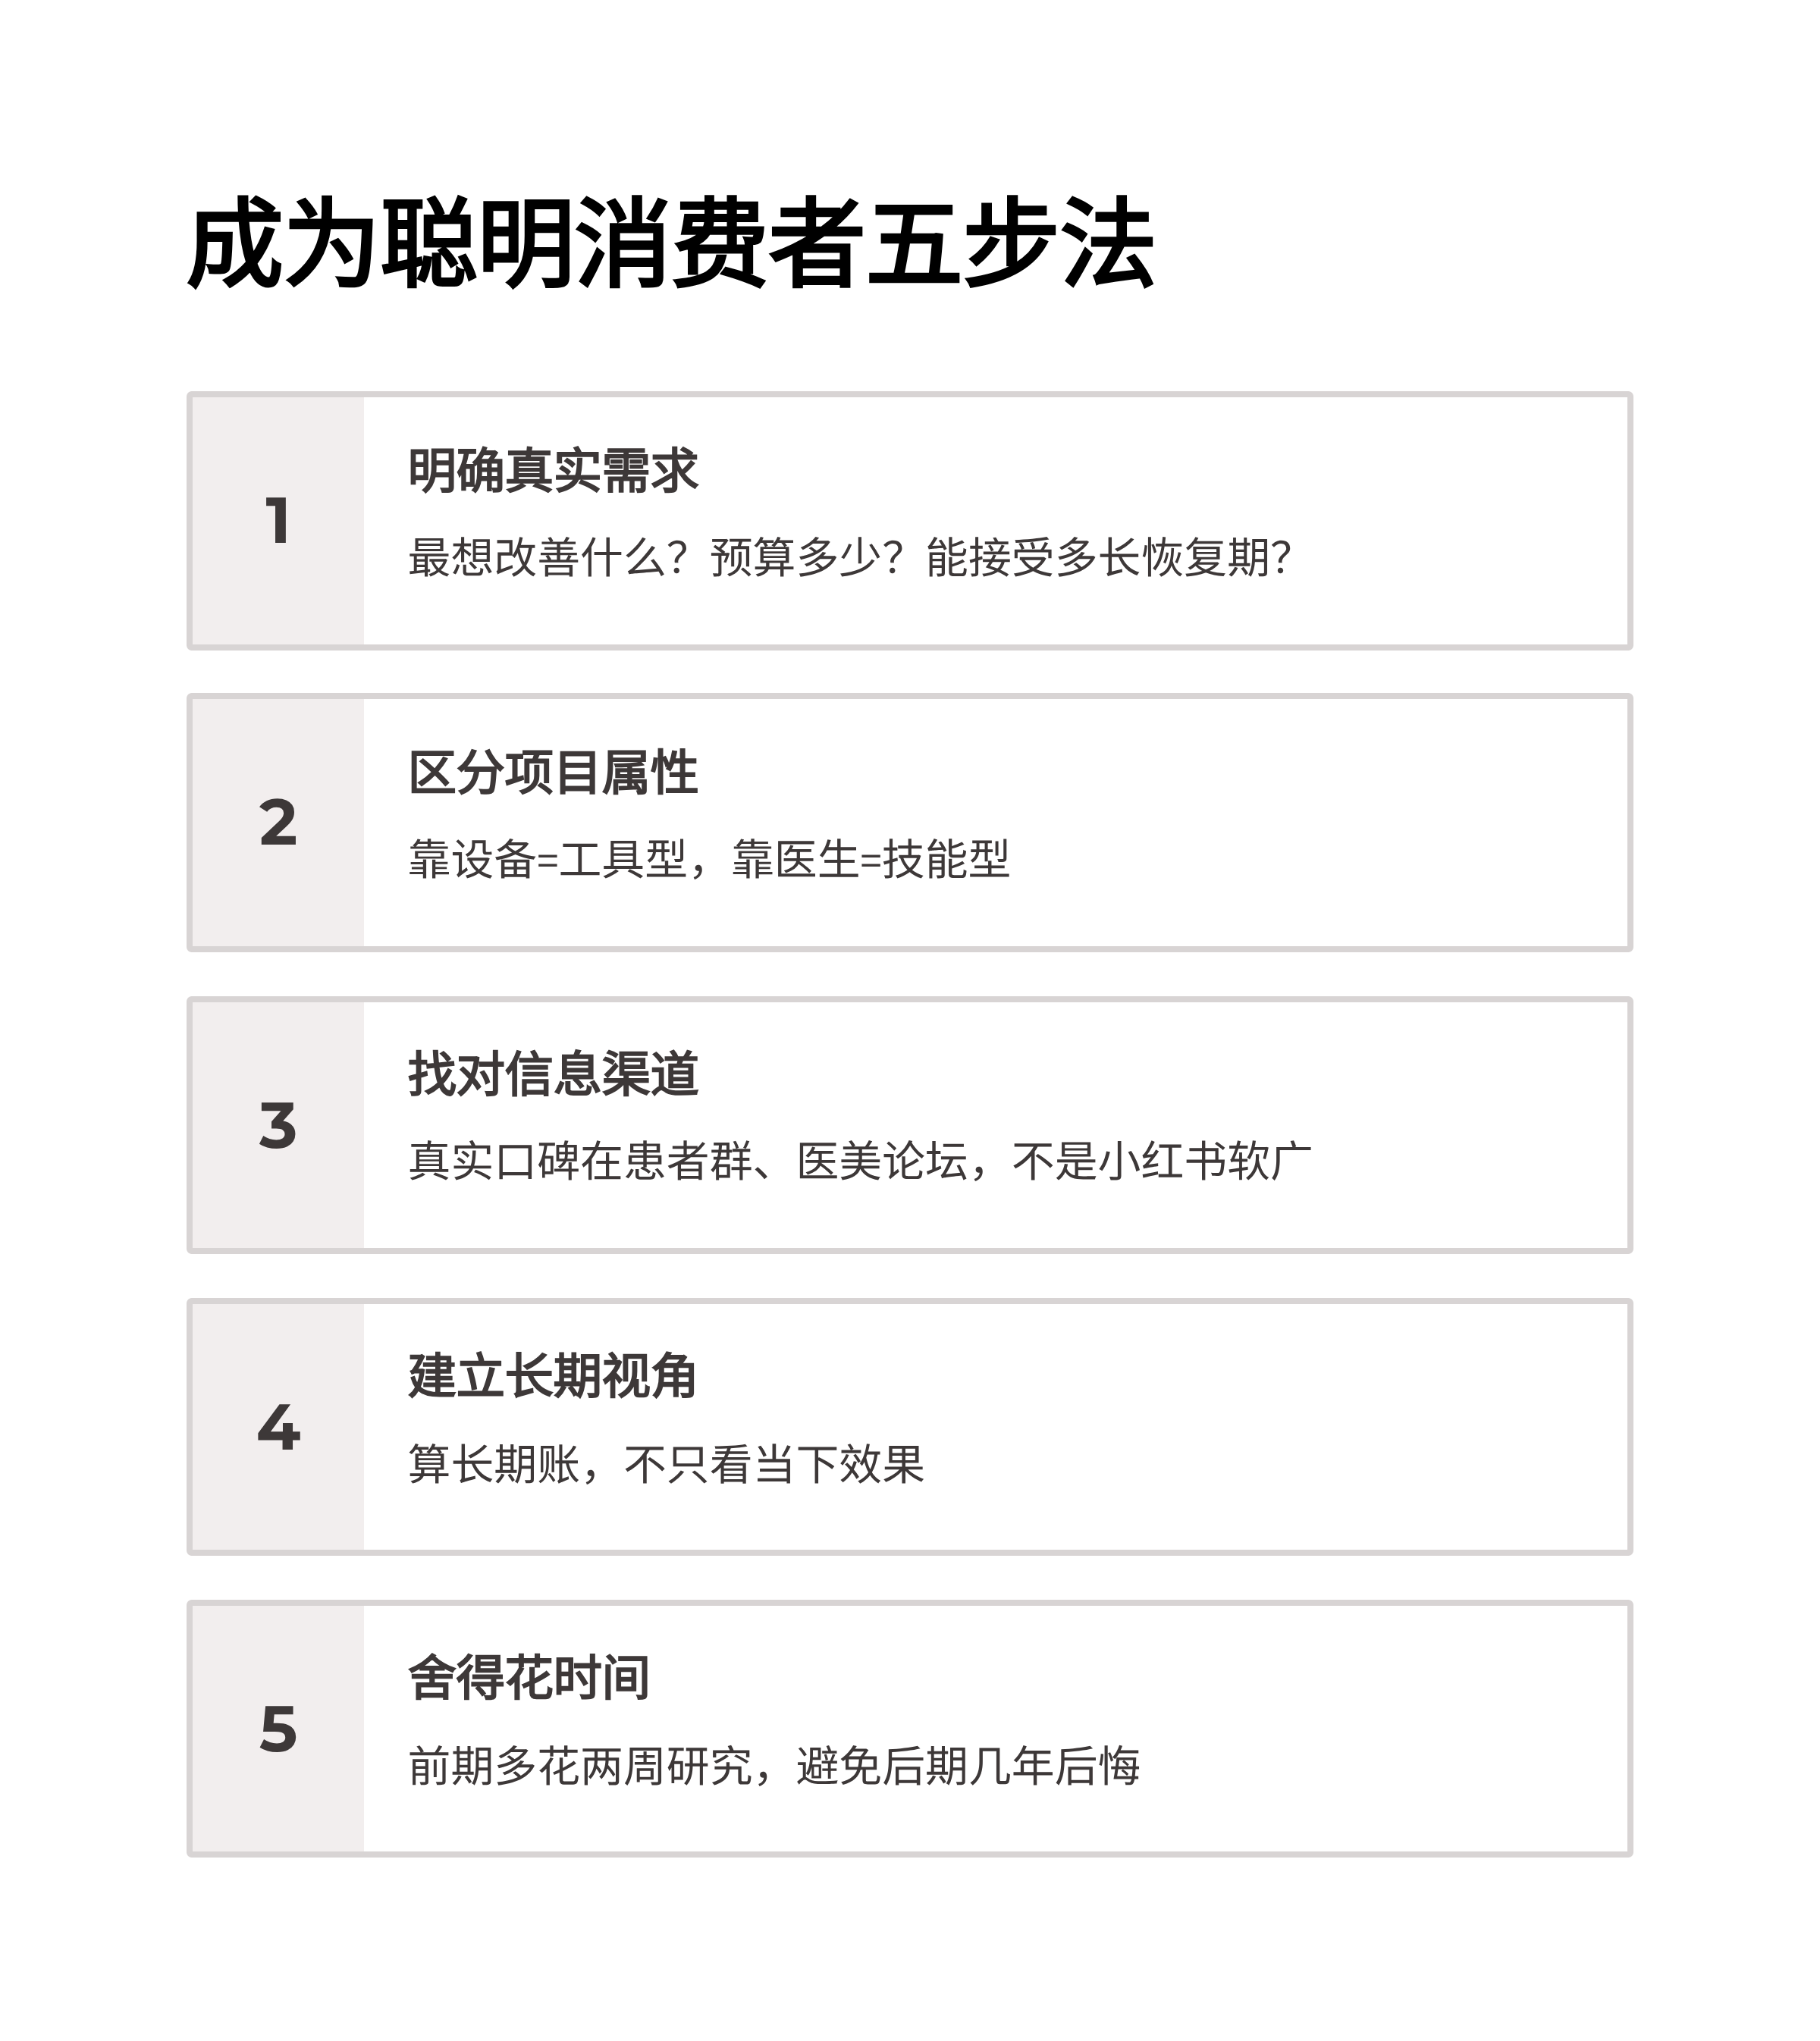 成为聪明消费者五步法
1
明确真实需求
最想改善什么？预算多少？能接受多长恢复期？
2
区分项目属性
靠设备=工具型，靠医生=技能型
3
找对信息渠道
真实口碑在患者群、医美论坛，不是小红书软广
4
建立长期视角
算长期账，不只看当下效果
5
舍得花时间
前期多花两周研究，避免后期几年后悔